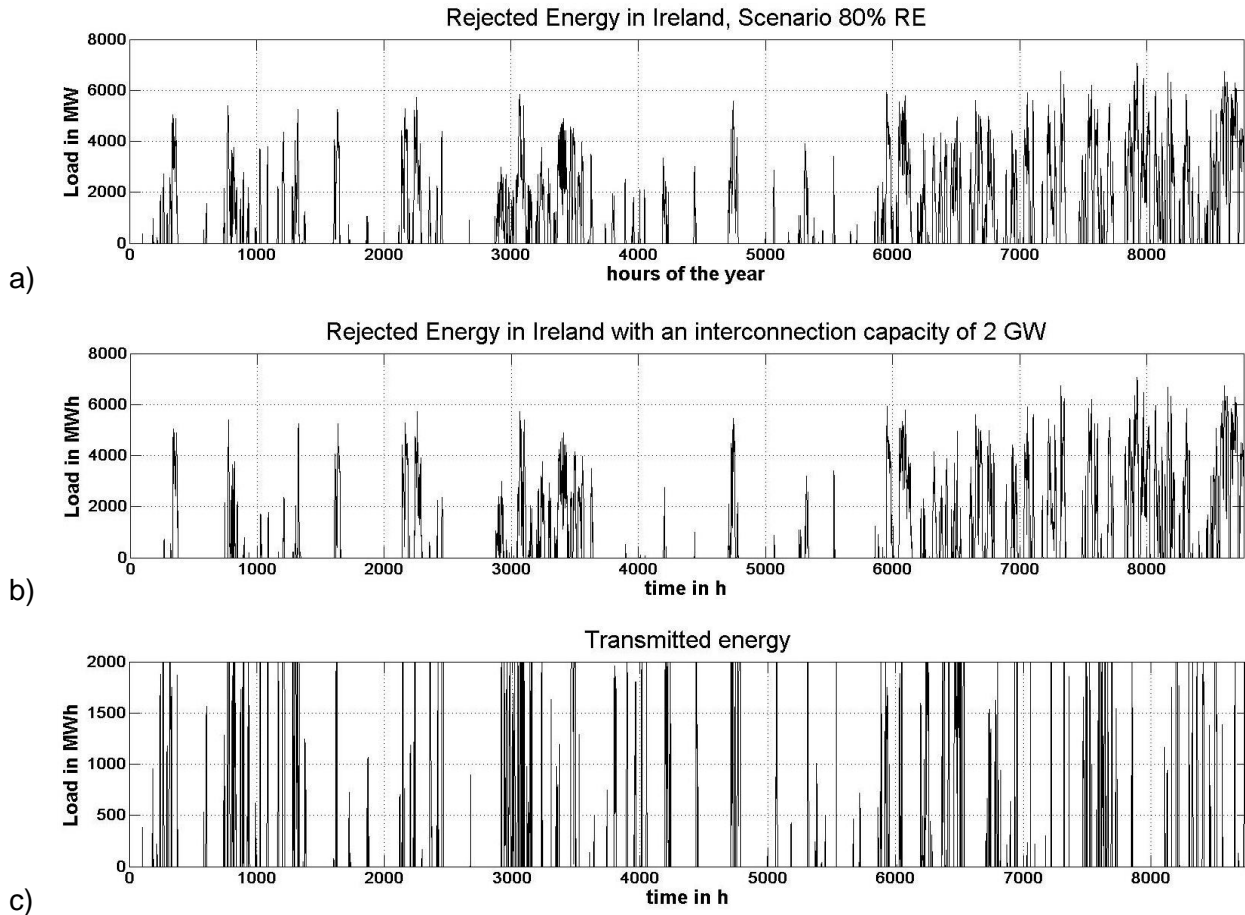 Rejected Energy in Ireland, Scenario 80% RE
8000
6000
4000
2000
0
Load in MW
0 1000 2000 3000 4000 5000 6000 7000 8000
hours of the year
a)
Rejected Energy in Ireland with an interconnection capacity of 2 GW
8000
6000
4000
2000
0
Load in MWh
0 1000 2000 3000 4000 5000 6000 7000 8000
time in h
b)
Transmitted energy
2000
1500
1000
500
0
Load in MWh
0 1000 2000 3000 4000 5000 6000 7000 8000
time in h
c)